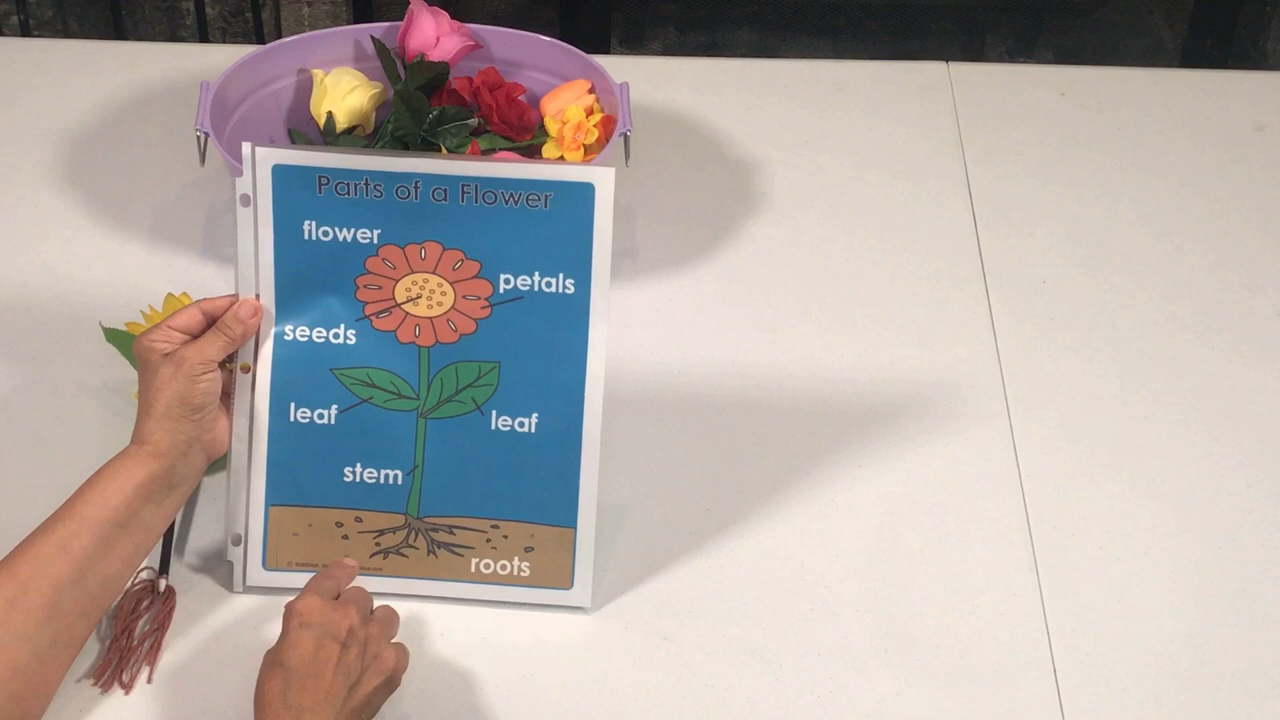 Parts of a Flower
flower
petals
seeds
leaf
leaf
stem
roots